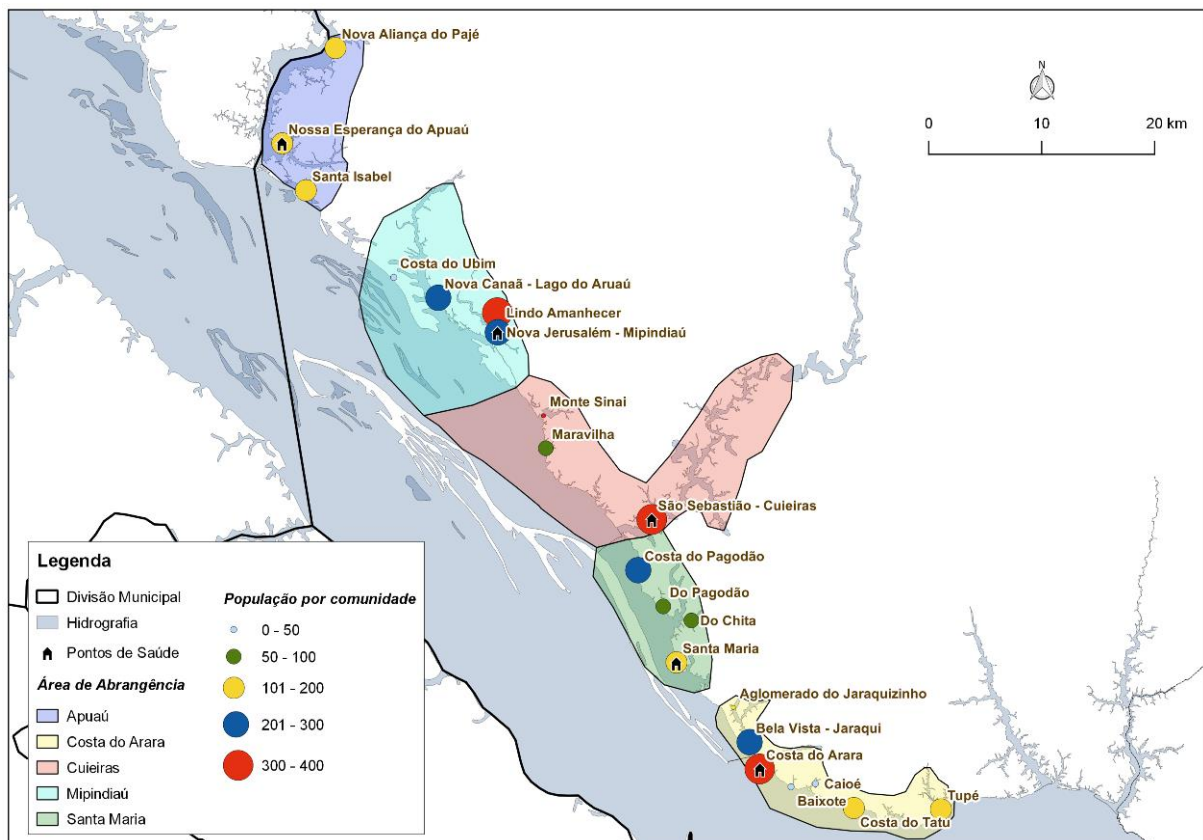 Nova Aliança do Pajé
N
0 10 20 km
Nossa Esperança do Apuaú
Santa Isabel
Costa do Ubim
Nova Canaã - Lago do Aruaú
Lindo Amanhecer
Nova Jerusalém - Mipindiaú
Monte Sinai
Maravilha
São Sebastião - Cuieiras
Costa do Pagodão
Do Pagodão
Do Chita
Santa Maria
Aglomerado do Jaraquizinho
Bela Vista - Jaraqui
Costa do Arara
Caioé
Baixote
Tupé
Costa do Tatu
Legenda
Divisão Municipal
Hidrografia
Pontos de Saúde
Área de Abrangência
Apuaú
Costa do Arara
Cuieiras
Mipindiaú
Santa Maria
População por comunidade
0 - 50
50 - 100
101 - 200
201 - 300
300 - 400